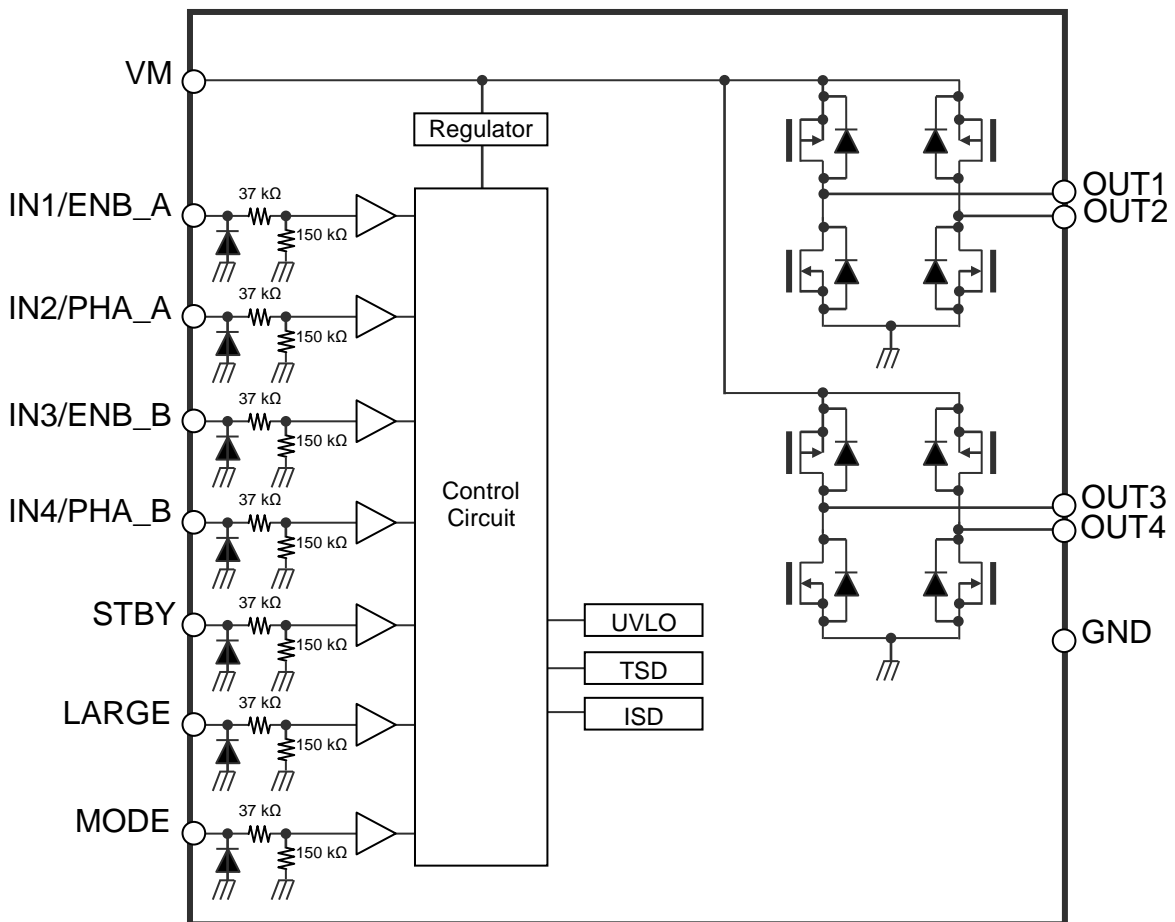 VM
Regulator
OUT1
OUT2
IN1/ENB_A
37 kΩ
150 kΩ
IN2/PHA_A
37 kΩ
150 kΩ
IN3/ENB_B
37 kΩ
150 kΩ
IN4/PHA_B
37 kΩ
150 kΩ
Control
Circuit
OUT3
OUT4
STBY
37 kΩ
150 kΩ
UVLO
GND
TSD
LARGE
37 kΩ
150 kΩ
ISD
MODE
37 kΩ
150 kΩ